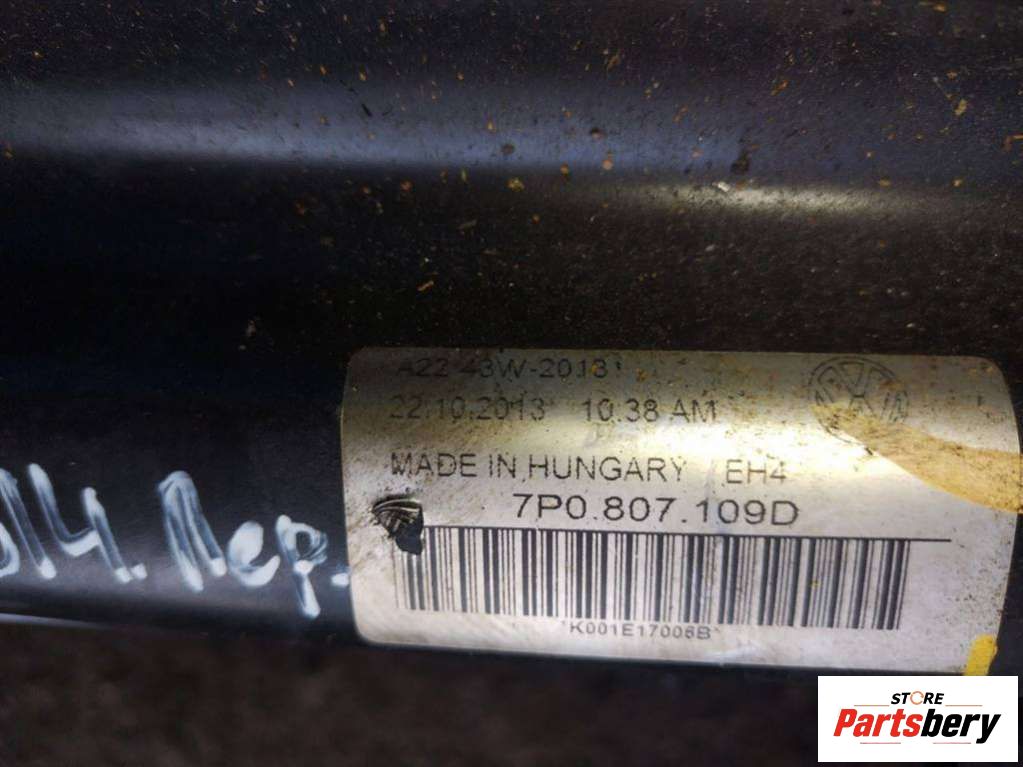 A22 43W-2013
22.10.2013 10.38 AM
MADE IN HUNGARY EH4
7P0.807.109D
*K001E17006B*
014. Пер.
STORE
Partsbery